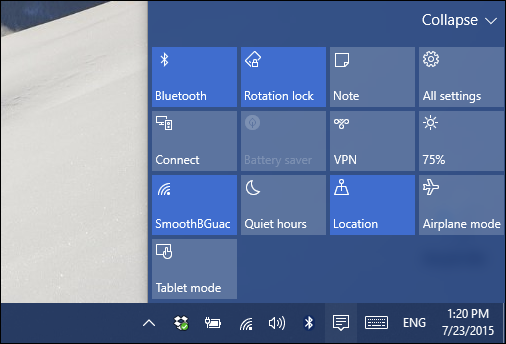 Collapse
Bluetooth
Rotation lock
Note
All settings
Connect
Battery saver
VPN
75%
SmoothBGuac
Quiet hours
Location
Airplane mode
Tablet mode
ENG
1:20 PM
7/23/2015